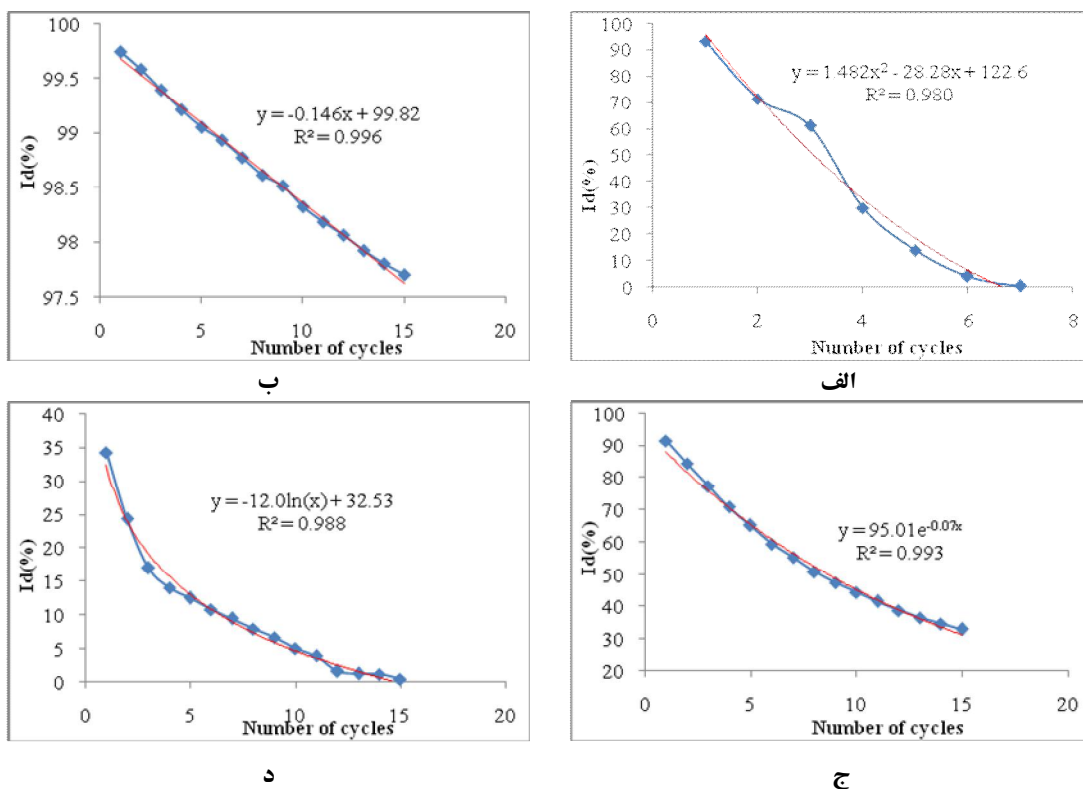 100
99.5
99
98.5
98
97.5
0
5
10
15
20
Id(%)
Number of cycles
y = -0.146x + 99.82
R² = 0.996
ب
100
90
80
70
60
50
40
30
20
10
0
0
2
4
6
8
Id(%)
Number of cycles
y = 1.482x² - 28.28x + 122.6
R² = 0.980
الف
40
35
30
25
20
15
10
5
0
0
5
10
15
20
Id(%)
Number of cycles
y = -12.0ln(x) + 32.53
R² = 0.988
د
100
90
80
70
60
50
40
30
20
0
5
10
15
20
Id(%)
Number of cycles
y = 95.01e^-0.07x
R² = 0.993
ج